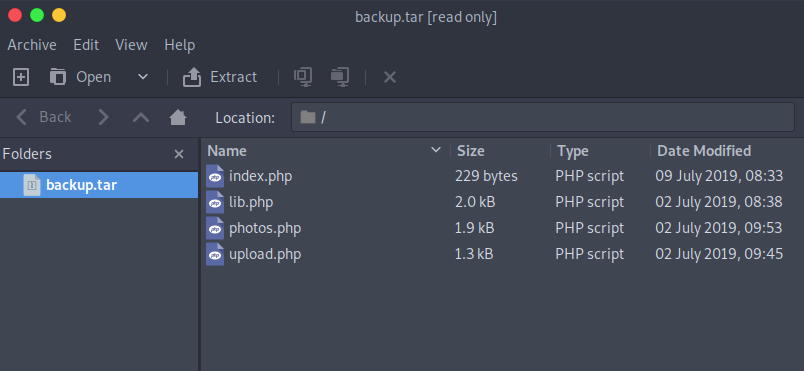 backup.tar [read only]
Archive Edit View Help
Open Extract
Back Location: /
Folders Name Size Type Date Modified
backup.tar index.php 229 bytes PHP script 09 July 2019, 08:33
lib.php 2.0 kB PHP script 02 July 2019, 08:38
photos.php 1.9 kB PHP script 02 July 2019, 09:53
upload.php 1.3 kB PHP script 02 July 2019, 09:45